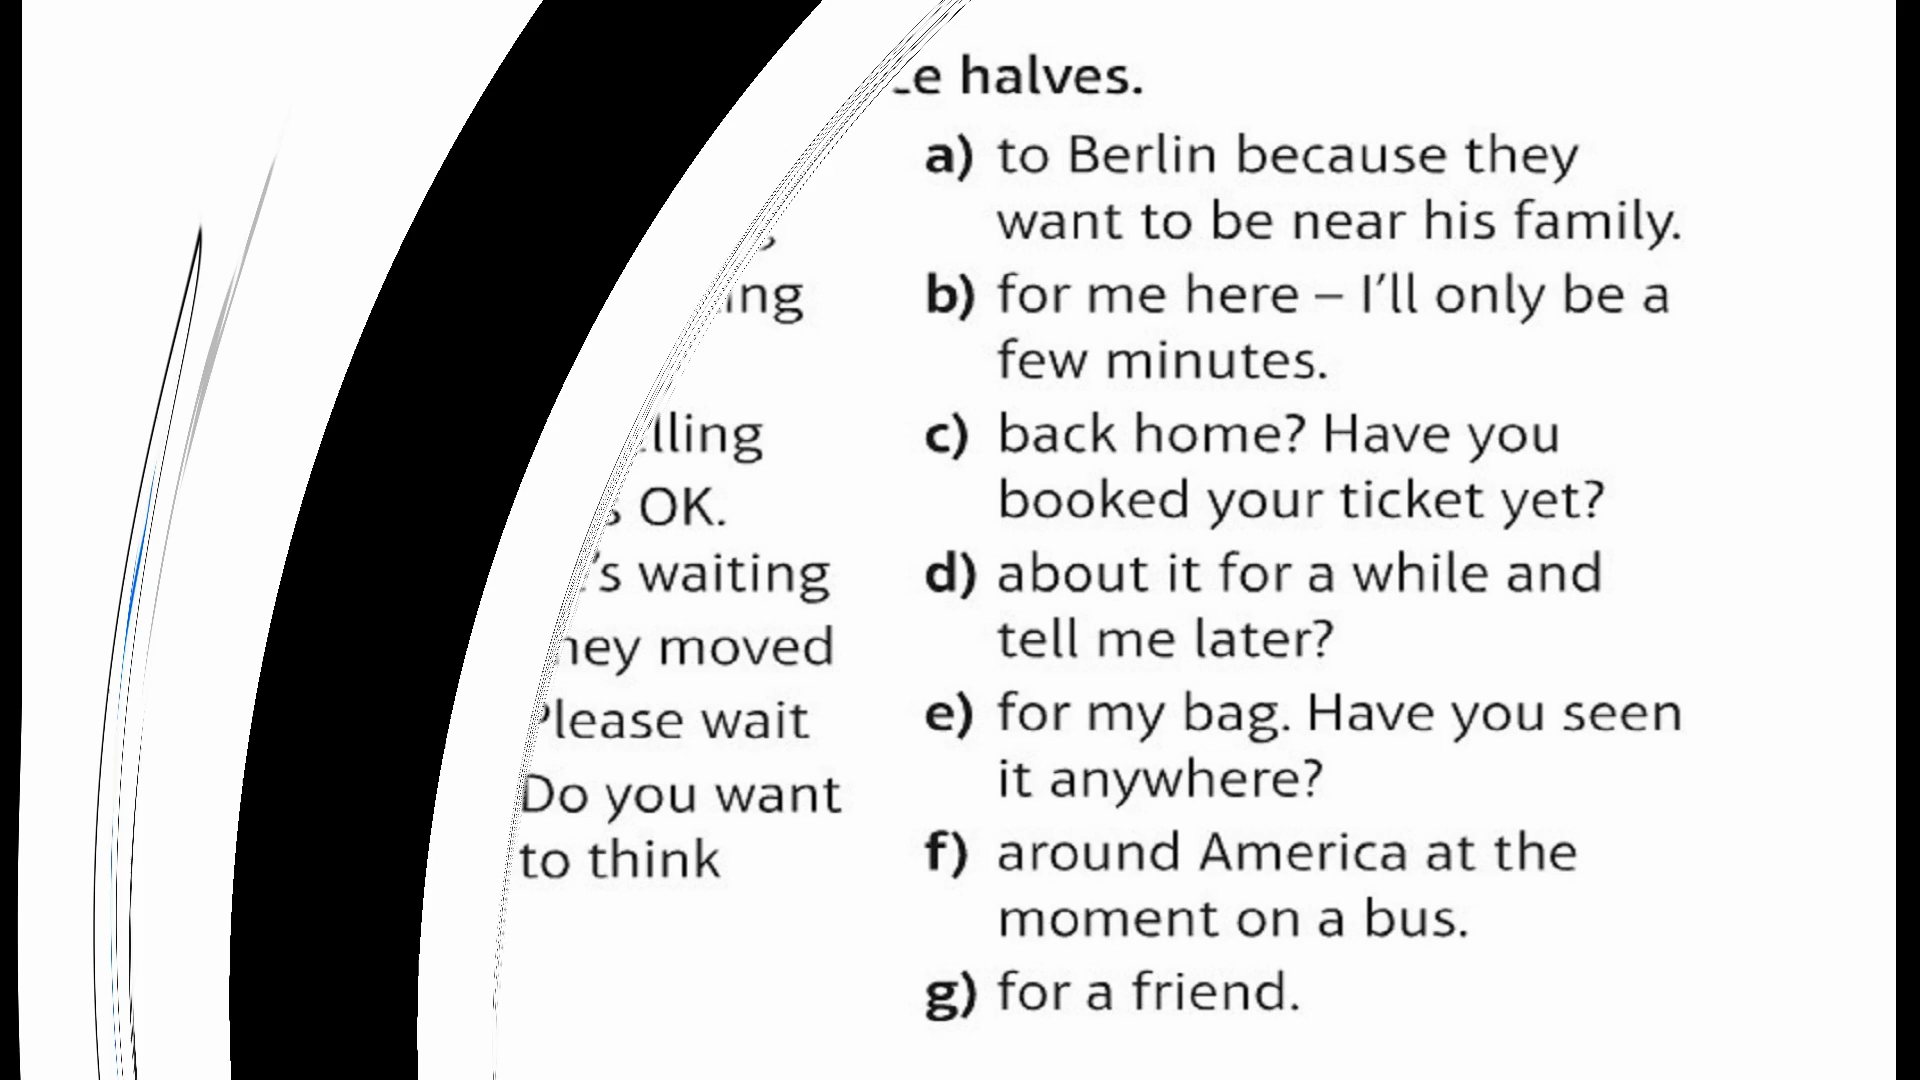 halves.
a) to Berlin because they
want to be near his family.
b) for me here – I'll only be a
few minutes.
c) back home? Have you
OK.
booked your ticket yet?
waiting
d) about it for a while and
moved
tell me later?
Please wait
e) for my bag. Have you seen
Do you want
it anywhere?
to think
f) around America at the
moment on a bus.
g) for a friend.